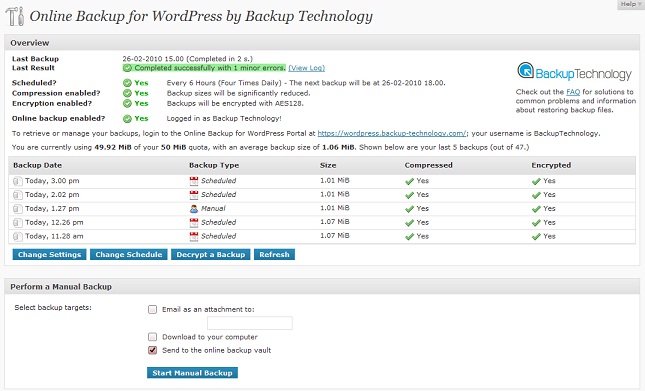 Help
Online Backup for WordPress by Backup Technology
Overview
Last Backup 26-02-2010 15.00 (Completed in 2 s.)
Last Result Completed successfully with 1 minor errors. (View Log)
Scheduled? Yes Every 6 Hours (Four Times Daily) - The next backup will be at 26-02-2010 18.00.
Compression enabled? Yes Backup sizes will be significantly reduced.
Encryption enabled? Yes Backups will be encrypted with AES128.
Online backup enabled? Yes Logged in as Backup Technology!
BackupTechnology
Check out the FAQ for solutions to
common problems and information
about restoring backup files.
To retrieve or manage your backups, login to the Online Backup for WordPress Portal at https://wordpress.backup-technology.com/; your username is BackupTechnology.
You are currently using 49.92 MiB of your 50 MiB quota, with an average backup size of 1.06 MiB. Shown below are your last 5 backups (out of 47.)
Backup Date Backup Type Size Compressed Encrypted
Today, 3.00 pm Scheduled 1.01 MiB Yes Yes
Today, 2.02 pm Scheduled 1.01 MiB Yes Yes
Today, 1.27 pm Manual 1.01 MiB Yes Yes
Today, 12.26 pm Scheduled 1.07 MiB Yes Yes
Today, 11.28 am Scheduled 1.07 MiB Yes Yes
Change Settings Change Schedule Decrypt a Backup Refresh
Perform a Manual Backup
Select backup targets: Email as an attachment to:
Download to your computer
Send to the online backup vault
Start Manual Backup